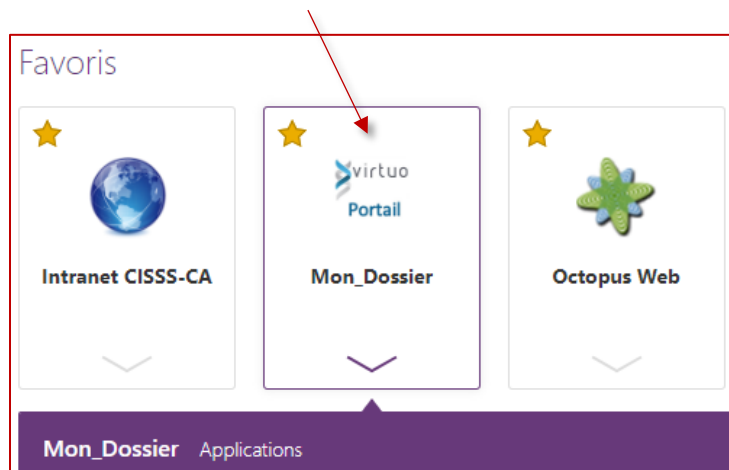 Favoris
virtuo
Portail
Intranet CISSS-CA
Mon_Dossier
Octopus Web
Mon_Dossier Applications